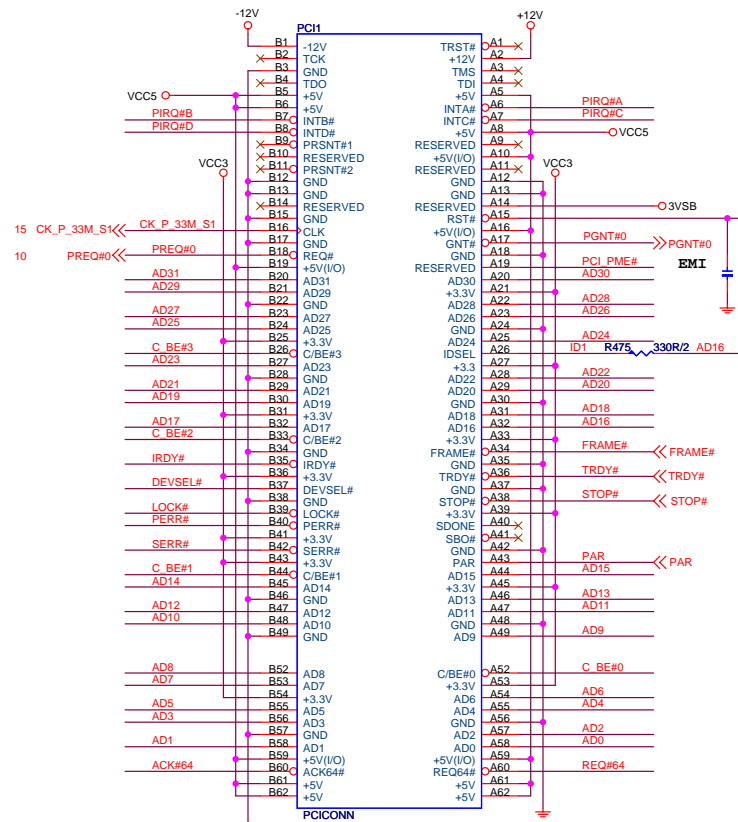 -12V +12V
PCI1
B1 -12V TRST# A1
B2 TCK +12V A2
B3 GND TMS A3
B4 TDO TDI A4
VCC5 B5 +5V +5V A5
B6 +5V INTA# A6 PIRQ#A
PIRQ#B B7 INTB# INTC# A7 PIRQ#C
PIRQ#D B8 INTD# +5V A8 VCC5
B9 PRSNT#1 RESERVED A9
B10 RESERVED +5V(I/O) A10
VCC3 B11 PRSNT#2 RESERVED A11 VCC3
B12 GND GND A12
B13 GND GND A13
B14 RESERVED RESERVED A14 3VSB
B15 GND RST# A15
15 CK_P_33M_S1 CK_P_33M_S1 B16 CLK +5V(I/O) A16
B17 GND GNT# A17 PGNT#0 PGNT#0
10 PREQ#0 PREQ#0 B18 REQ# GND A18
B19 +5V(I/O) RESERVED A19 PCI_PME# EMI
AD31 B20 AD31 AD30 A20 AD30
AD29 B21 AD29 +3.3V A21
B22 GND AD28 A22 AD28
AD27 B23 AD27 AD26 A23 AD26
AD25 B24 AD25 GND A24
B25 +3.3V AD24 A25 AD24
C_BE#3 B26 C/BE#3 IDSEL A26 ID1 R475 330R/2 AD16
AD23 B27 AD23 +3.3 A27
B28 GND AD22 A28 AD22
AD21 B29 AD21 AD20 A29 AD20
AD19 B30 AD19 GND A30
B31 +3.3V AD18 A31 AD18
AD17 B32 AD17 AD16 A32 AD16
C_BE#2 B33 C/BE#2 +3.3V A33
B34 GND FRAME# A34 FRAME# FRAME#
IRDY# B35 IRDY# GND A35
B36 +3.3V TRDY# A36 TRDY# TRDY#
DEVSEL# B37 DEVSEL# GND A37
B38 GND STOP# A38 STOP# STOP#
LOCK# B39 LOCK# +3.3V A39
PERR# B40 PERR# SDONE A40
B41 +3.3V SBO# A41
SERR# B42 SERR# GND A42
B43 +3.3V PAR A43 PAR PAR
C_BE#1 B44 C/BE#1 AD15 A44 AD15
AD14 B45 AD14 +3.3V A45
B46 GND AD13 A46 AD13
AD12 B47 AD12 AD11 A47 AD11
AD10 B48 AD10 GND A48
B49 GND AD9 A49 AD9
AD8 B52 AD8 C/BE#0 A52 C_BE#0
AD7 B53 AD7 +3.3V A53
B54 +3.3V AD6 A54 AD6
AD5 B55 AD5 AD4 A55 AD4
AD3 B56 AD3 GND A56
B57 GND AD2 A57 AD2
AD1 B58 AD1 AD0 A58 AD0
B59 +5V(I/O) +5V(I/O) A59
ACK#64 B60 ACK64# REQ64# A60 REQ#64
B61 +5V +5V A61
B62 +5V +5V A62
PCICONN